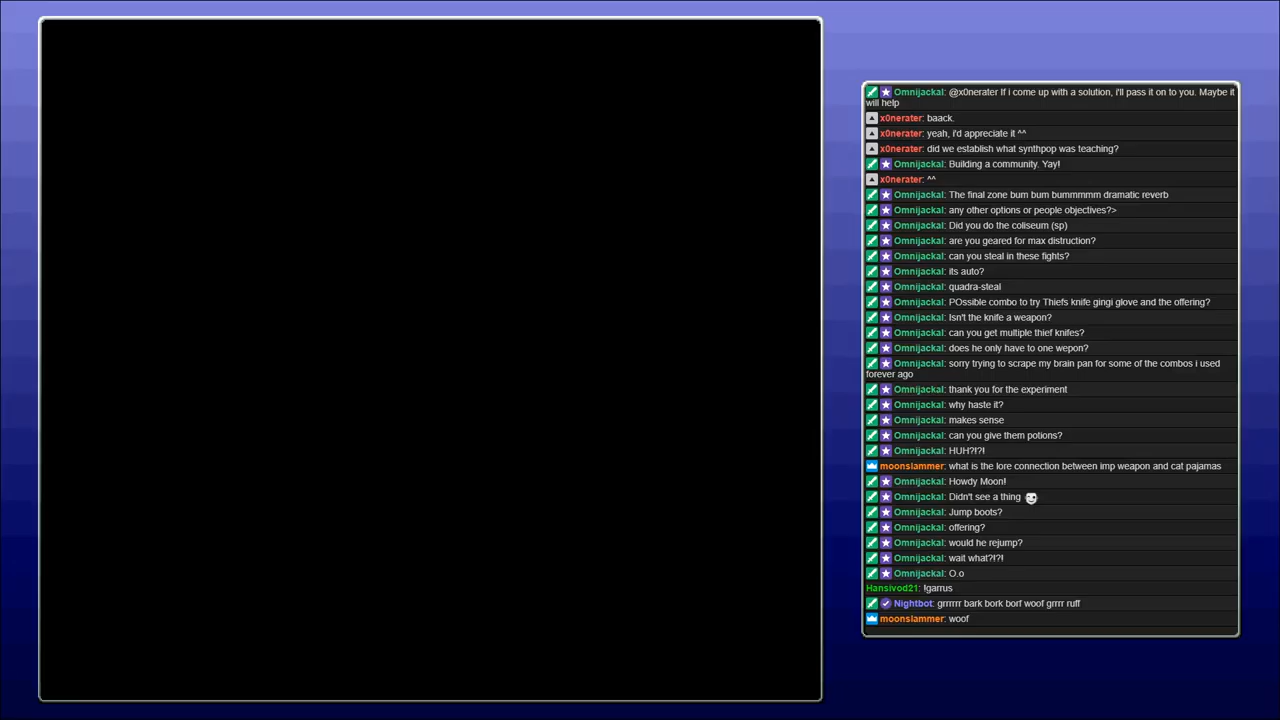 Omnijackal: @x0nerater If i come up with a solution, i'll pass it on to you. Maybe it
will help
x0nerater: baack.
x0nerater: yeah, i'd appreciate it ^^
x0nerater: did we establish what synthpop was teaching?
Omnijackal: Building a community. Yay!
x0nerater: ^^
Omnijackal: The final zone bum bum bummmmm dramatic reverb
Omnijackal: any other options or people objectives?>
Omnijackal: Did you do the coliseum (sp)
Omnijackal: are you geared for max distruction?
Omnijackal: can you steal in these fights?
Omnijackal: its auto?
Omnijackal: quadra-steal
Omnijackal: POssible combo to try Thiefs knife gingi glove and the offering?
Omnijackal: Isn't the knife a weapon?
Omnijackal: can you get multiple thief knifes?
Omnijackal: does he only have to one wepon?
Omnijackal: sorry trying to scrape my brain pan for some of the combos i used
forever ago
Omnijackal: thank you for the experiment
Omnijackal: why haste it?
Omnijackal: makes sense
Omnijackal: can you give them potions?
Omnijackal: HUH?!?!
moonslammer: what is the lore connection between imp weapon and cat pajamas
Omnijackal: Howdy Moon!
Omnijackal: Didn't see a thing
Omnijackal: Jump boots?
Omnijackal: offering?
Omnijackal: would he rejump?
Omnijackal: wait what?!?!
Omnijackal: O.o
Hansivod21: !garrus
Nightbot: grrrrrr bark bork borf woof grrrr ruff
moonslammer: woof